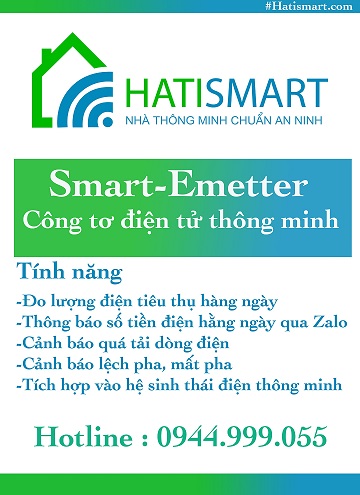 #Hatismart.com
HATISMART
NHÀ THÔNG MINH CHUẨN AN NINH
Smart-Emetter
Công tơ điện tử thông minh
Tính năng
-Đo lượng điện tiêu thụ hàng ngày
-Thông báo số tiền điện hằng ngày qua Zalo
-Cảnh báo quá tải dòng điện
-Cảnh báo lệch pha, mất pha
-Tích hợp vào hệ sinh thái điện thông minh
Hotline : 0944.999.055